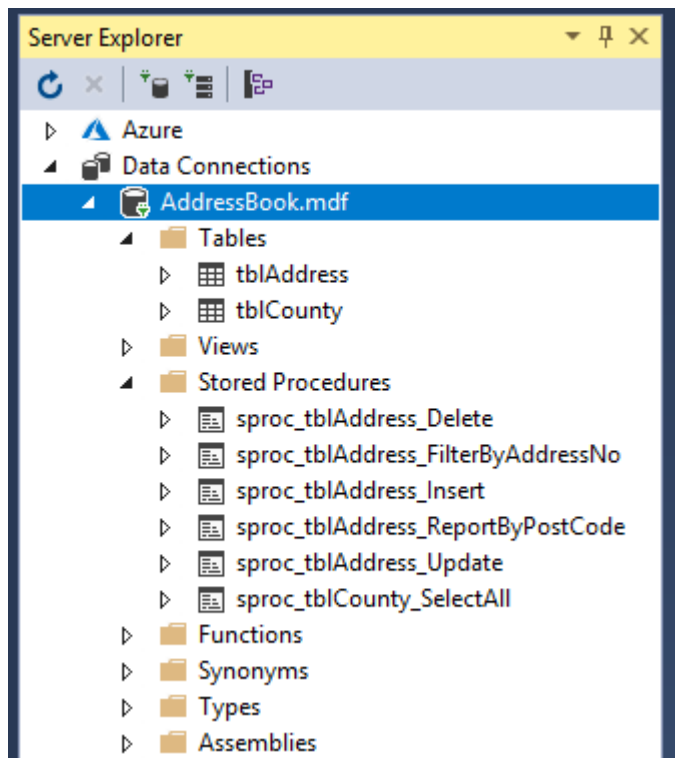 Server Explorer
Azure
Data Connections
AddressBook.mdf
Tables
tblAddress
tblCounty
Views
Stored Procedures
sproc_tblAddress_Delete
sproc_tblAddress_FilterByAddressNo
sproc_tblAddress_Insert
sproc_tblAddress_ReportByPostCode
sproc_tblAddress_Update
sproc_tblCounty_SelectAll
Functions
Synonyms
Types
Assemblies